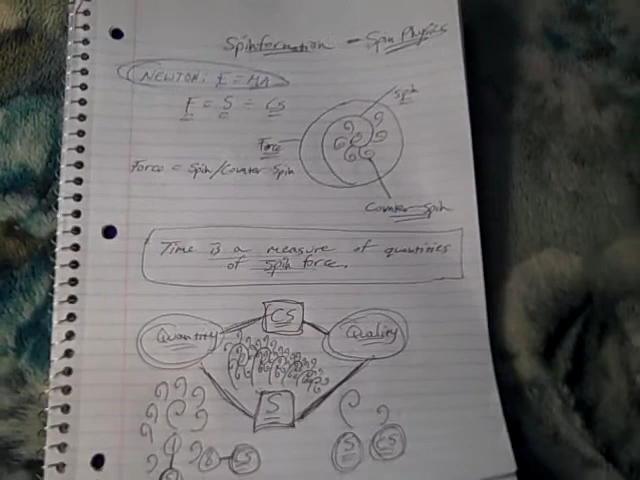 Spinformation - Spin Physics
NEWTON: F = MA
F = S ÷ CS
Spin
Force
Force = Spin/Counter Spin
Counter-Spin
Time is a measure of quantities
of spin force.
CS
Quantity
Quality
S
CS
S
CS